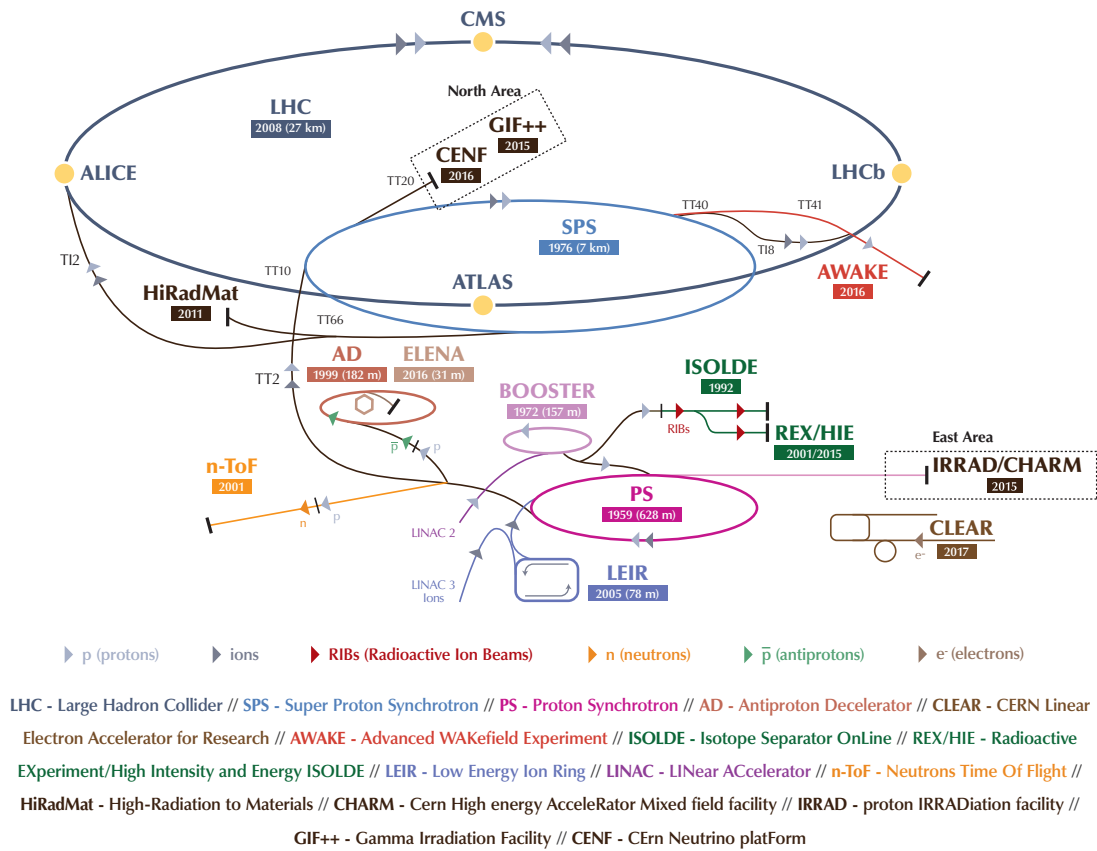 CMS
North Area
LHC
2008 (27 km)
GIF++
2015
CENF
2016
ALICE
TT20
LHCb
SPS
1976 (7 km)
TT40
TT41
TI8
TI2
TT10
AWAKE
2016
ATLAS
HiRadMat
2011
TT66
AD
1999 (182 m)
ELENA
2016 (31 m)
TT2
ISOLDE
1992
BOOSTER
1972 (157 m)
RIBs
REX/HIE
2001/2015
p̅
p
East Area
IRRAD/CHARM
2015
n-ToF
2001
n
p
PS
1959 (628 m)
LINAC 2
CLEAR
2017
e-
LINAC 3
Ions
LEIR
2005 (78 m)
p (protons)
ions
RIBs (Radioactive Ion Beams)
n (neutrons)
p̅ (antiprotons)
e- (electrons)
LHC - Large Hadron Collider // SPS - Super Proton Synchrotron // PS - Proton Synchrotron // AD - Antiproton Decelerator // CLEAR - CERN Linear
Electron Accelerator for Research // AWAKE - Advanced WAKefield Experiment // ISOLDE - Isotope Separator OnLine // REX/HIE - Radioactive
EXperiment/High Intensity and Energy ISOLDE // LEIR - Low Energy Ion Ring // LINAC - LINear ACcelerator // n-ToF - Neutrons Time Of Flight //
HiRadMat - High-Radiation to Materials // CHARM - Cern High energy AcceleRator Mixed field facility // IRRAD - proton IRRADiation facility //
GIF++ - Gamma Irradiation Facility // CENF - CErn Neutrino platForm